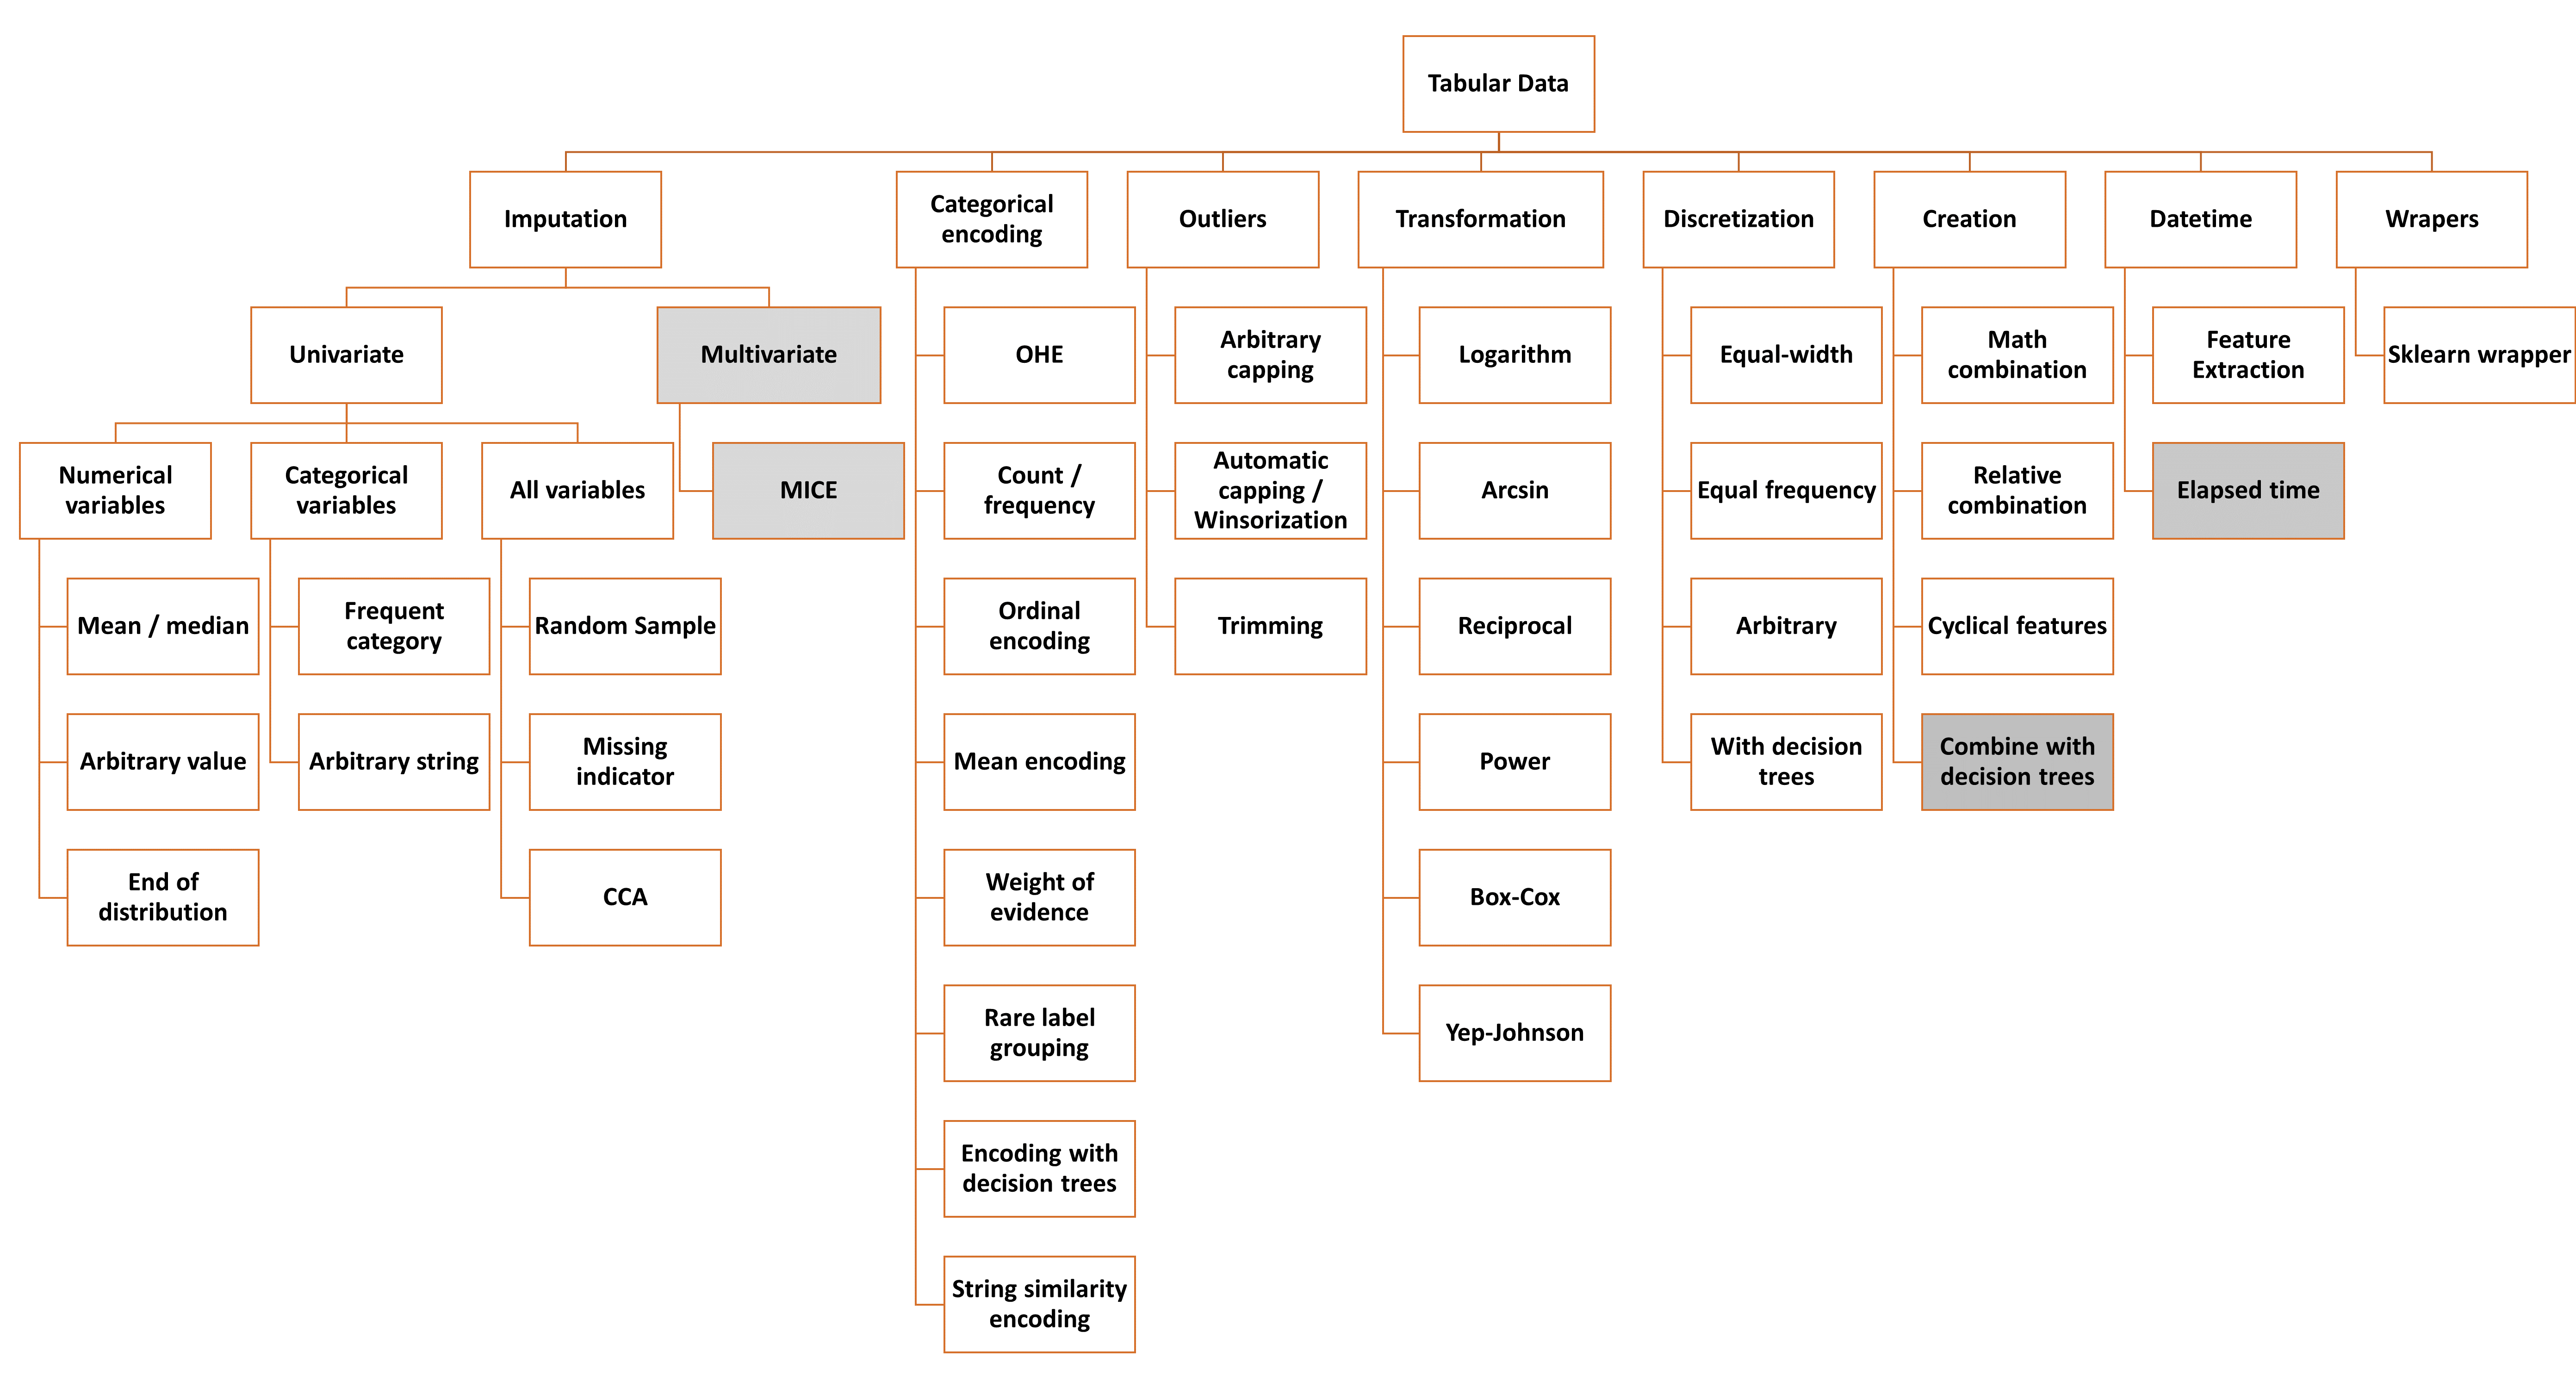 Tabular Data
Imputation
Categorical
encoding
Outliers
Transformation
Discretization
Creation
Datetime
Wrapers
Univariate
Multivariate
OHE
Arbitrary
capping
Logarithm
Equal-width
Math
combination
Feature
Extraction
Sklearn wrapper
Numerical
variables
Categorical
variables
All variables
MICE
Count /
frequency
Automatic
capping /
Winsorization
Arcsin
Equal frequency
Relative
combination
Elapsed time
Mean / median
Frequent
category
Random Sample
Ordinal
encoding
Trimming
Reciprocal
Arbitrary
Cyclical features
Arbitrary value
Arbitrary string
Missing
indicator
Mean encoding
Power
With decision
trees
Combine with
decision trees
End of
distribution
CCA
Weight of
evidence
Box-Cox
Rare label
grouping
Yep-Johnson
Encoding with
decision trees
String similarity
encoding